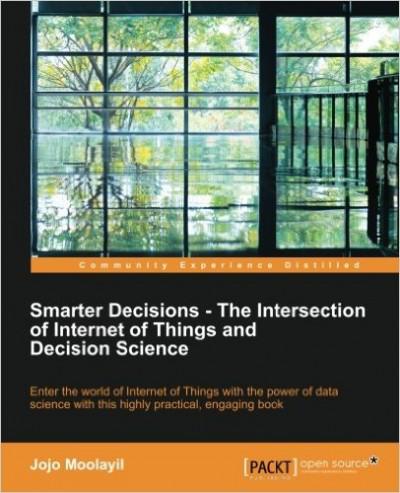 Community Experience Distilled
Smarter Decisions - The Intersection
of Internet of Things and
Decision Science
Enter the world of Internet of Things with the power of data
science with this highly practical, engaging book
Jojo Moolayil
[PACKT] open source*
PUBLISHING